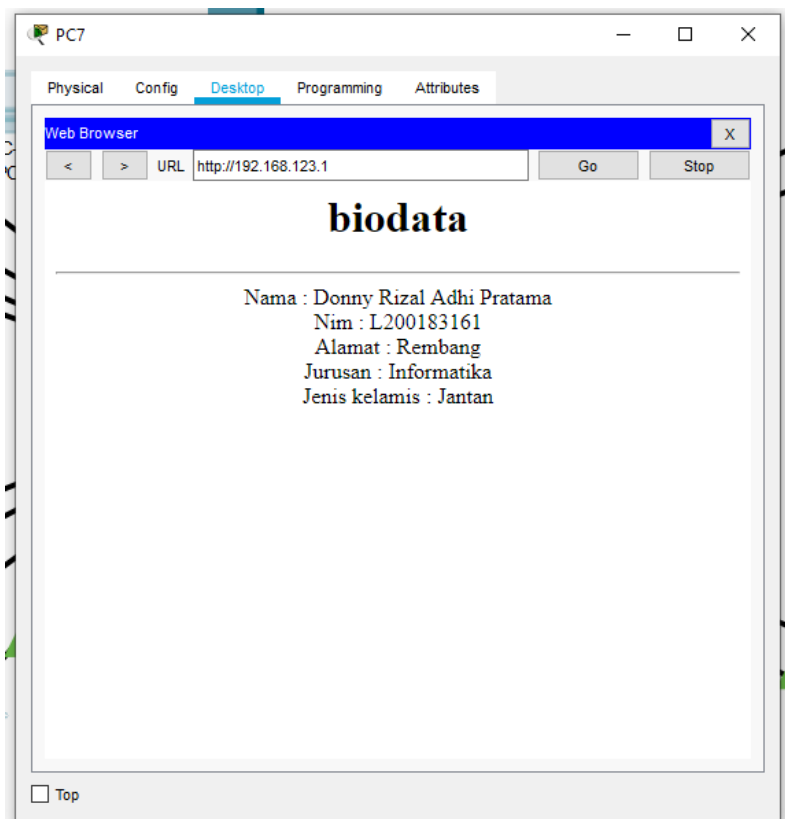 PC7
Physical Config Desktop Programming Attributes
Web Browser X
< > URL http://192.168.123.1 Go Stop
biodata
Nama : Donny Rizal Adhi Pratama
Nim : L200183161
Alamat : Rembang
Jurusan : Informatika
Jenis kelamis : Jantan
Top